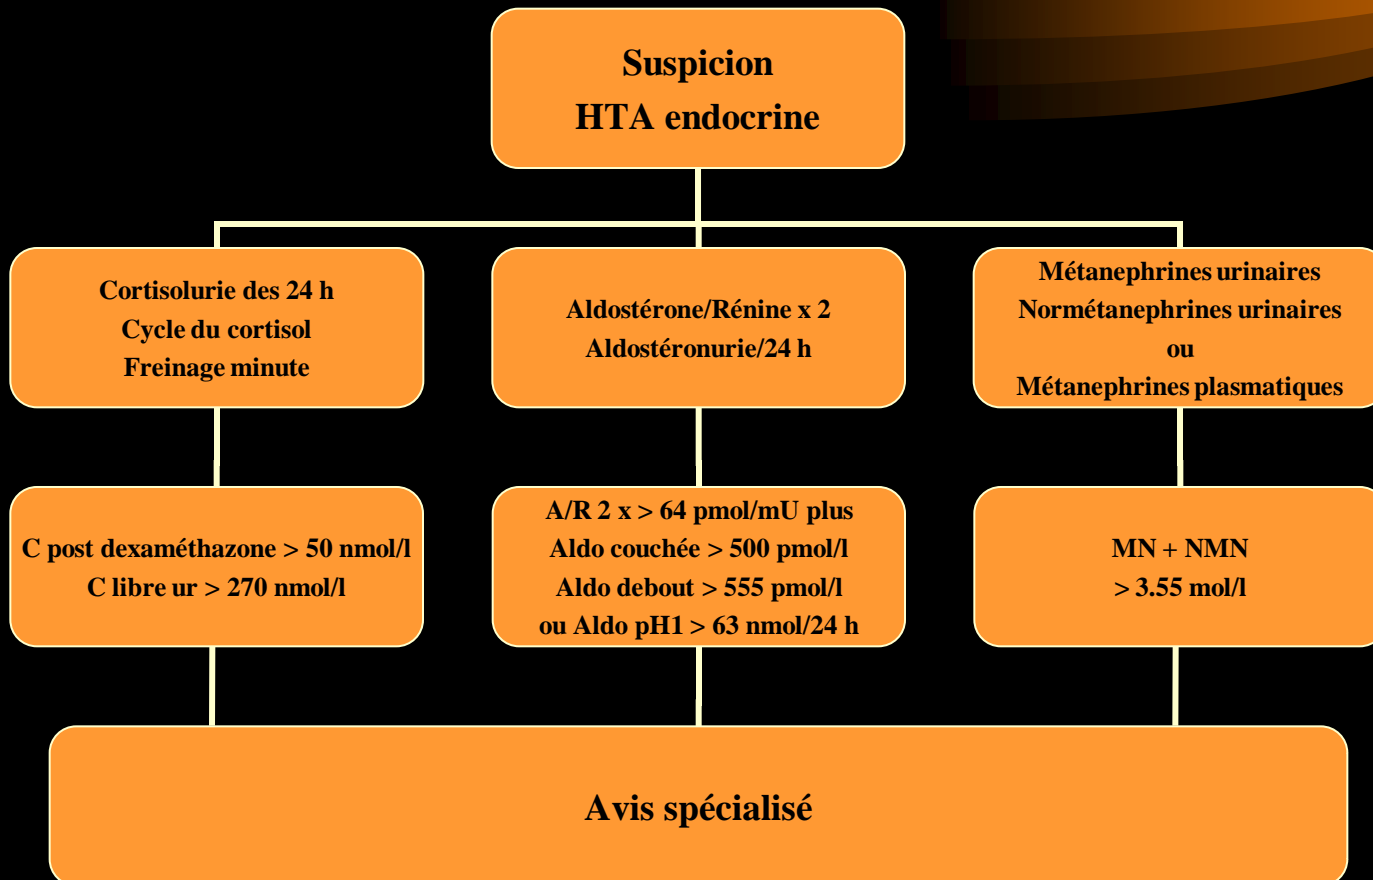 Suspicion
HTA endocrine
Cortisolurie des 24 h
Cycle du cortisol
Freinage minute
Aldostérone/Rénine x 2
Aldostéronurie/24 h
Métanephrines urinaires
Normétanephrines urinaires
ou
Métanephrines plasmatiques
C post dexaméthazone > 50 nmol/l
C libre ur > 270 nmol/l
A/R 2 x > 64 pmol/mU plus
Aldo couchée > 500 pmol/l
Aldo debout > 555 pmol/l
ou Aldo pH1 > 63 nmol/24 h
MN + NMN
> 3.55 mol/l
Avis spécialisé